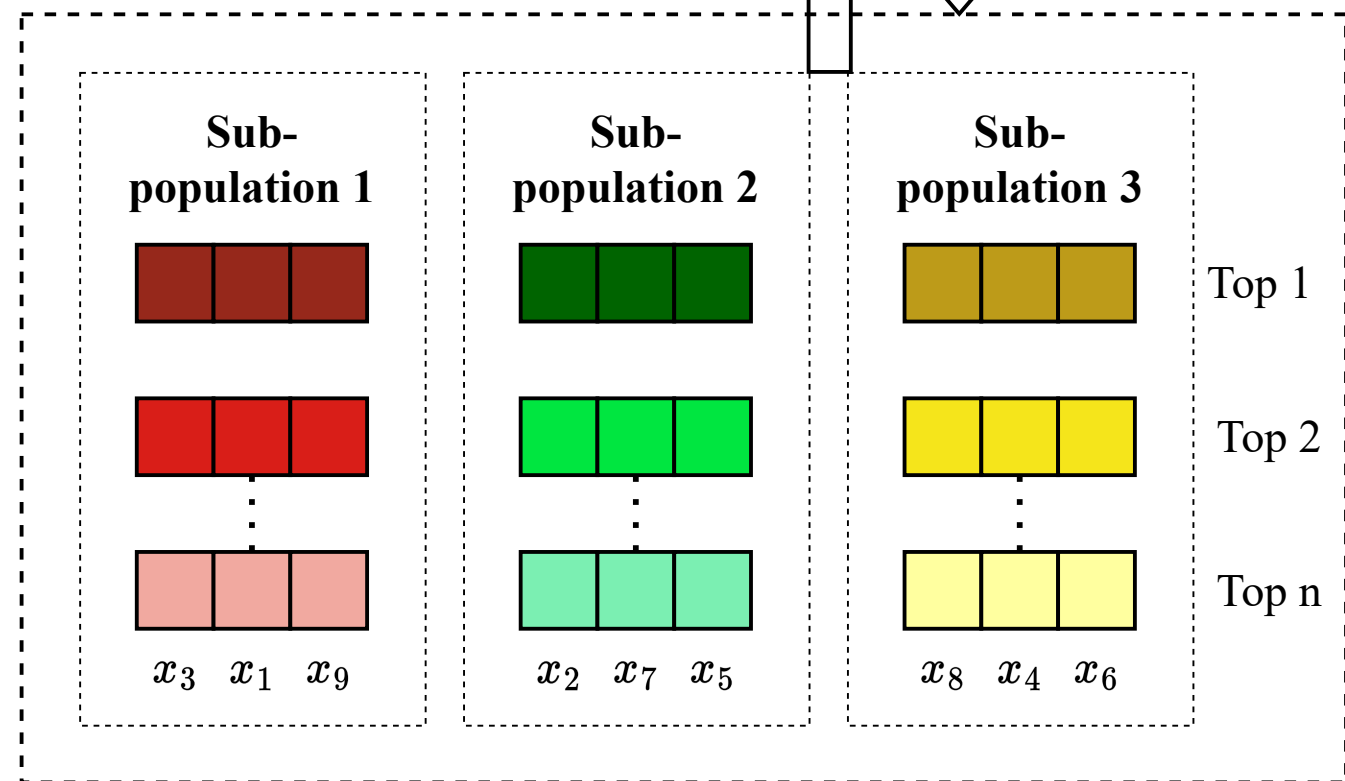 Sub-
population 1
Sub-
population 2
Sub-
population 3
Top 1
Top 2
Top n
x₃ x₁ x₉
x₂ x₇ x₅
x₈ x₄ x₆